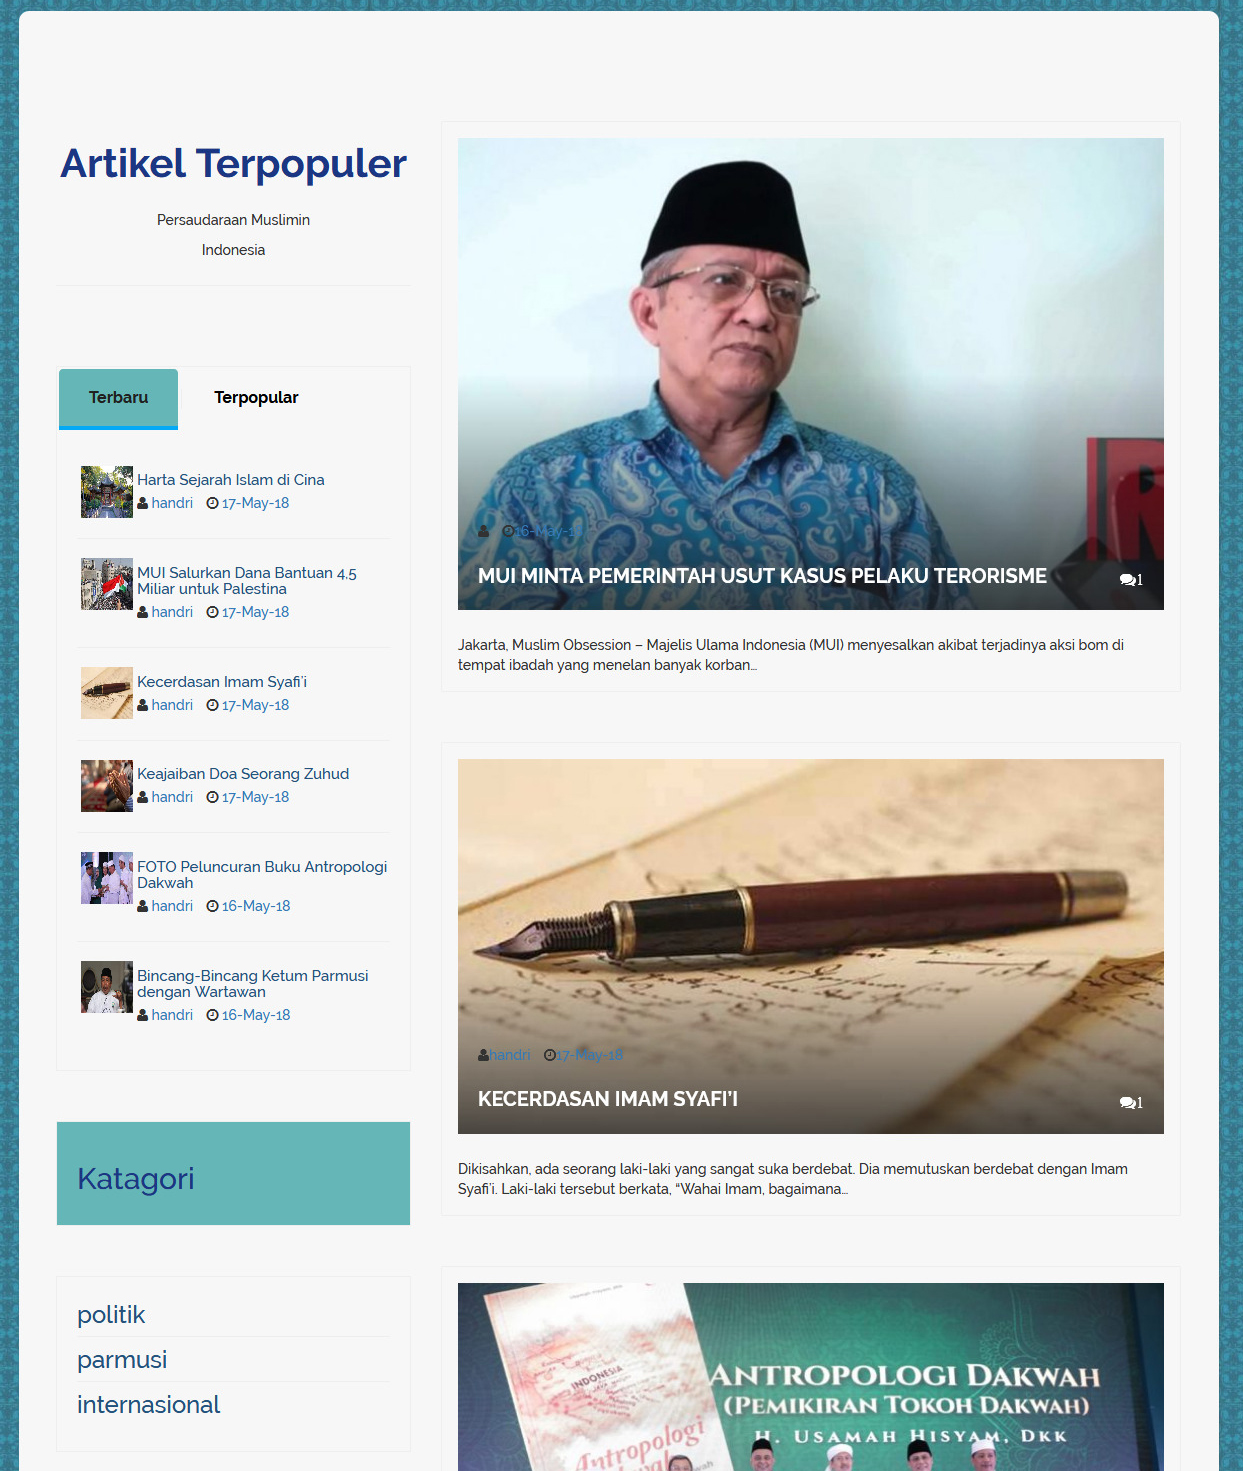 Artikel Terpopuler
Persaudaraan Muslimin
Indonesia
Terbaru
Terpopular
Harta Sejarah Islam di Cina
handri 17-May-18
MUI Salurkan Dana Bantuan 4,5
Miliar untuk Palestina
handri 17-May-18
Kecerdasan Imam Syafi’i
handri 17-May-18
Keajaiban Doa Seorang Zuhud
handri 17-May-18
FOTO Peluncuran Buku Antropologi
Dakwah
handri 16-May-18
Bincang-Bincang Ketum Parmusi
dengan Wartawan
handri 16-May-18
Katagori
politik
parmusi
internasional
16-May-18
MUI MINTA PEMERINTAH USUT KASUS PELAKU TERORISME
1
Jakarta, Muslim Obsession – Majelis Ulama Indonesia (MUI) menyesalkan akibat terjadinya aksi bom di
tempat ibadah yang menelan banyak korban…
handri 17-May-18
KECERDASAN IMAM SYAFI’I
1
Dikisahkan, ada seorang laki-laki yang sangat suka berdebat. Dia memutuskan berdebat dengan Imam
Syafi’i. Laki-laki tersebut berkata, “Wahai Imam, bagaimana…
INDONESIA
Antropologi
ANTROPOLOGI DAKWAH
(PEMIKIRAN TOKOH DAKWAH)
H. USAMAH HISYAM, DKK